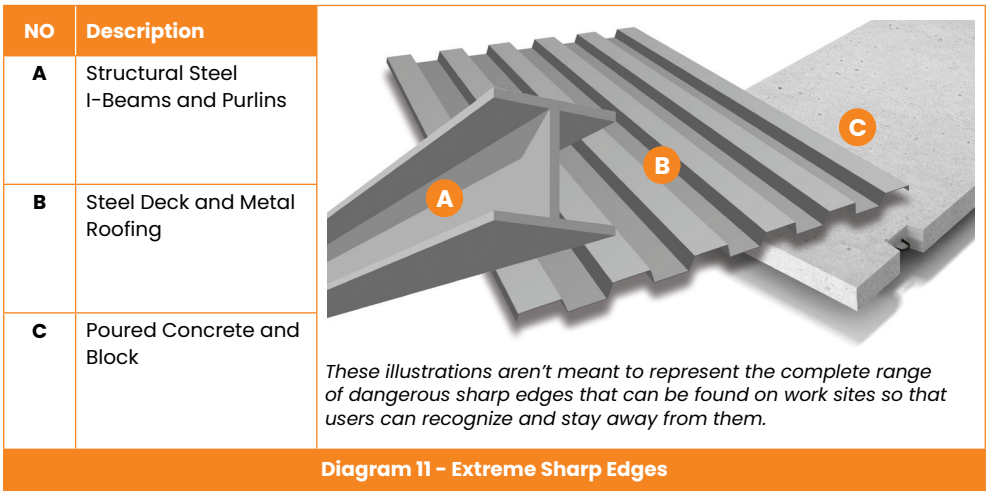 NO Description
A Structural Steel
I-Beams and Purlins
B Steel Deck and Metal
Roofing
C Poured Concrete and
Block
A
B
C
These illustrations aren't meant to represent the complete range
of dangerous sharp edges that can be found on work sites so that
users can recognize and stay away from them.
Diagram 11 - Extreme Sharp Edges